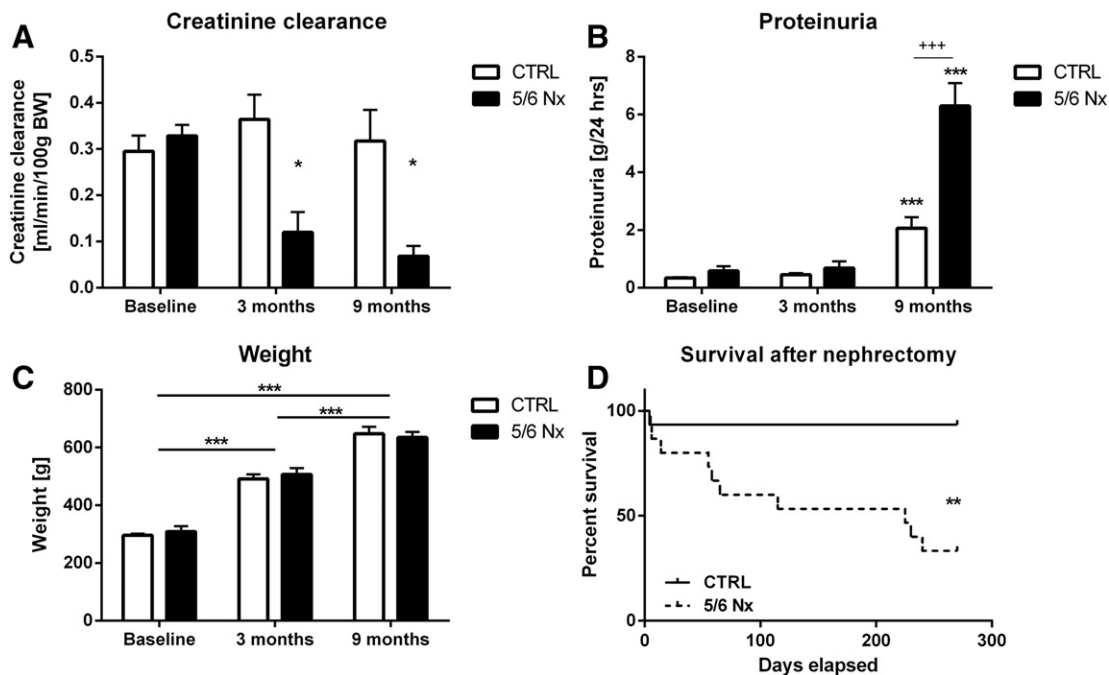 A
Creatinine clearance
Creatinine clearance
[ml/min/100g BW]
0.5
0.4
0.3
0.2
0.1
0.0
*
*
Baseline
3 months
9 months
CTRL
5/6 Nx
B
Proteinuria
Proteinuria [g/24 hrs]
8
6
4
2
0
+++
***
***
Baseline
3 months
9 months
CTRL
5/6 Nx
C
Weight
Weight [g]
800
600
400
200
0
***
***
***
Baseline
3 months
9 months
CTRL
5/6 Nx
Survival after nephrectomy
D
Percent survival
100
50
0
**
CTRL
5/6 Nx
0
100
200
300
Days elapsed